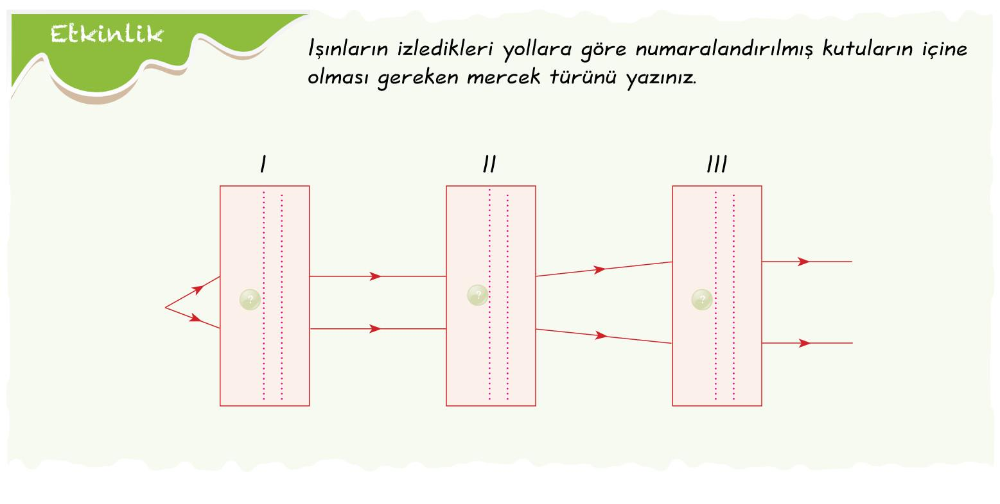 Etkinlik
Işınların izledikleri yollara göre numaralandırılmış kutuların içine
olması gereken mercek türünü yazınız.
I II III
? ? ?